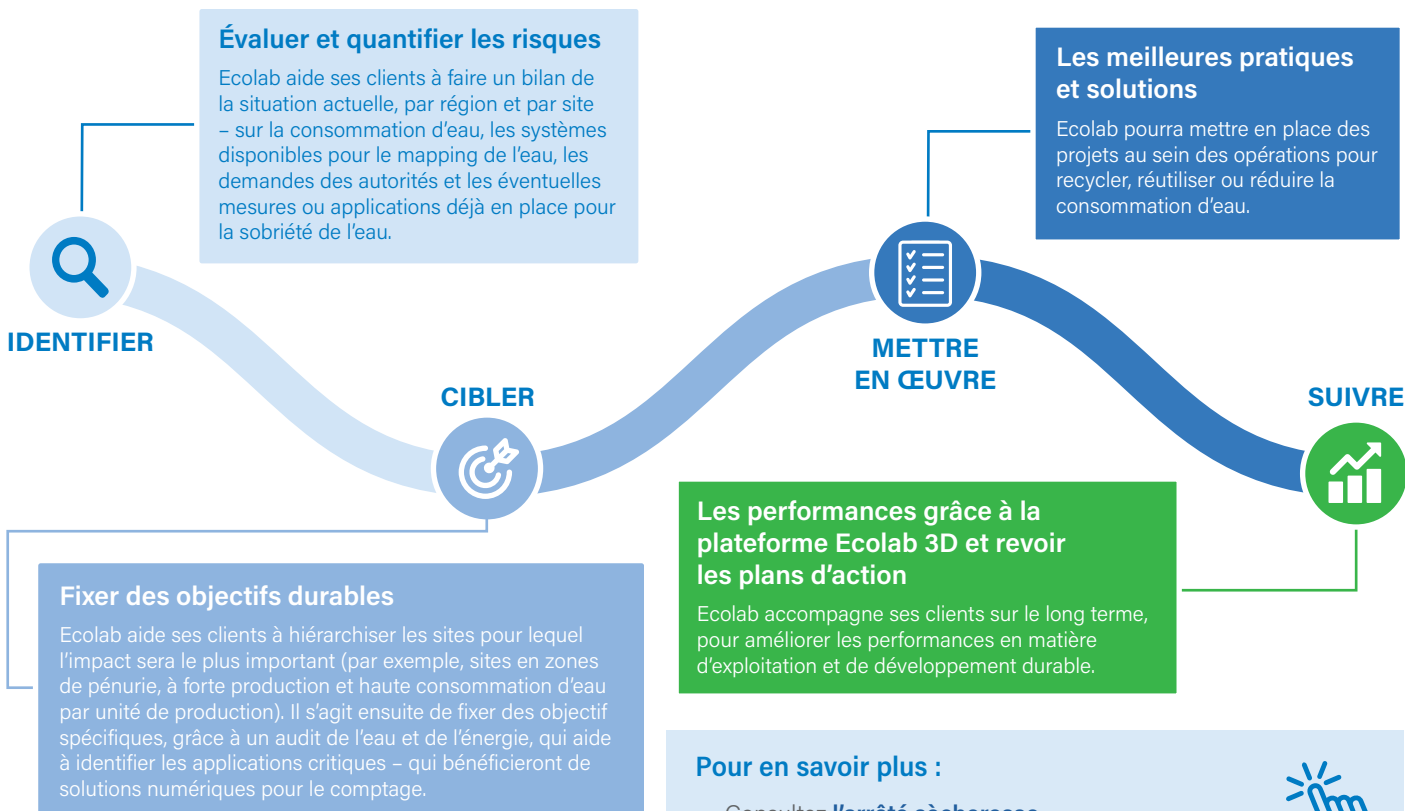 Évaluer et quantifier les risques
Ecolab aide ses clients à faire un bilan de
la situation actuelle, par région et par site
– sur la consommation d'eau, les systèmes
disponibles pour le mapping de l'eau, les
demandes des autorités et les éventuelles
mesures ou applications déjà en place pour
la sobriété de l'eau.
IDENTIFIER
CIBLER
Fixer des objectifs durables
Ecolab aide ses clients à hiérarchiser les sites pour lequel
l'impact sera le plus important (par exemple, sites en zones
de pénurie, à forte production et haute consommation d'eau
par unité de production). Il s'agit ensuite de fixer des objectif
spécifiques, grâce à un audit de l'eau et de l'énergie, qui aide
à identifier les applications critiques – qui bénéficieront de
solutions numériques pour le comptage.
Les meilleures pratiques
et solutions
Ecolab pourra mettre en place des
projets au sein des opérations pour
recycler, réutiliser ou réduire la
consommation d'eau.
METTRE
EN ŒUVRE
SUIVRE
Les performances grâce à la
plateforme Ecolab 3D et revoir
les plans d'action
Ecolab accompagne ses clients sur le long terme,
pour améliorer les performances en matière
d'exploitation et de développement durable.
Pour en savoir plus :
Consultez l'arrêté sècheresse